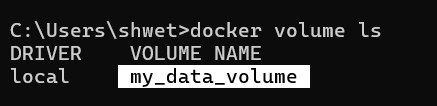 C:\Users\shwet>docker volume ls
DRIVER    VOLUME NAME
local     my_data_volume